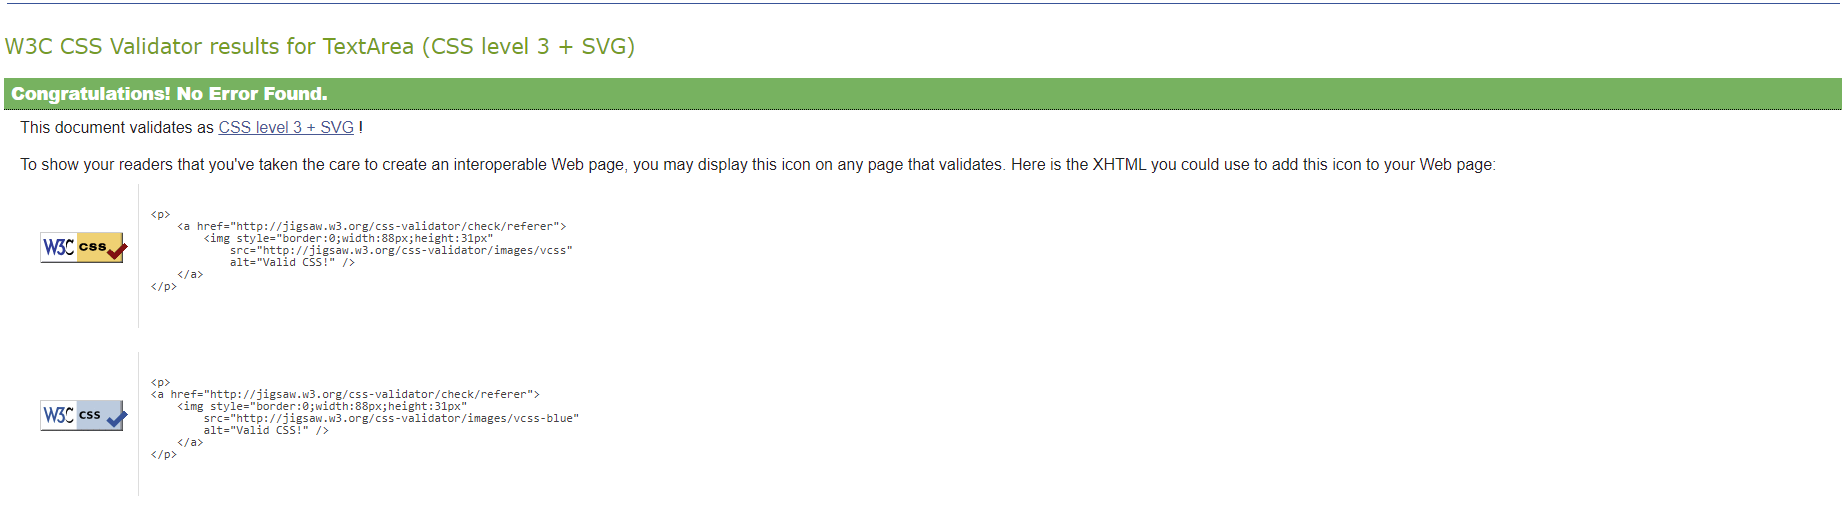 W3C CSS Validator results for TextArea (CSS level 3 + SVG)
Congratulations! No Error Found.
This document validates as CSS level 3 + SVG !
To show your readers that you've taken the care to create an interoperable Web page, you may display this icon on any page that validates. Here is the XHTML you could use to add this icon to your Web page:
W3C css
<p>
    <a href="http://jigsaw.w3.org/css-validator/check/referer">
        <img style="border:0;width:88px;height:31px"
            src="http://jigsaw.w3.org/css-validator/images/vcss"
            alt="Valid CSS!" />
    </a>
</p>
W3C css
<p>
<a href="http://jigsaw.w3.org/css-validator/check/referer">
    <img style="border:0;width:88px;height:31px"
        src="http://jigsaw.w3.org/css-validator/images/vcss-blue"
        alt="Valid CSS!" />
    </a>
</p>